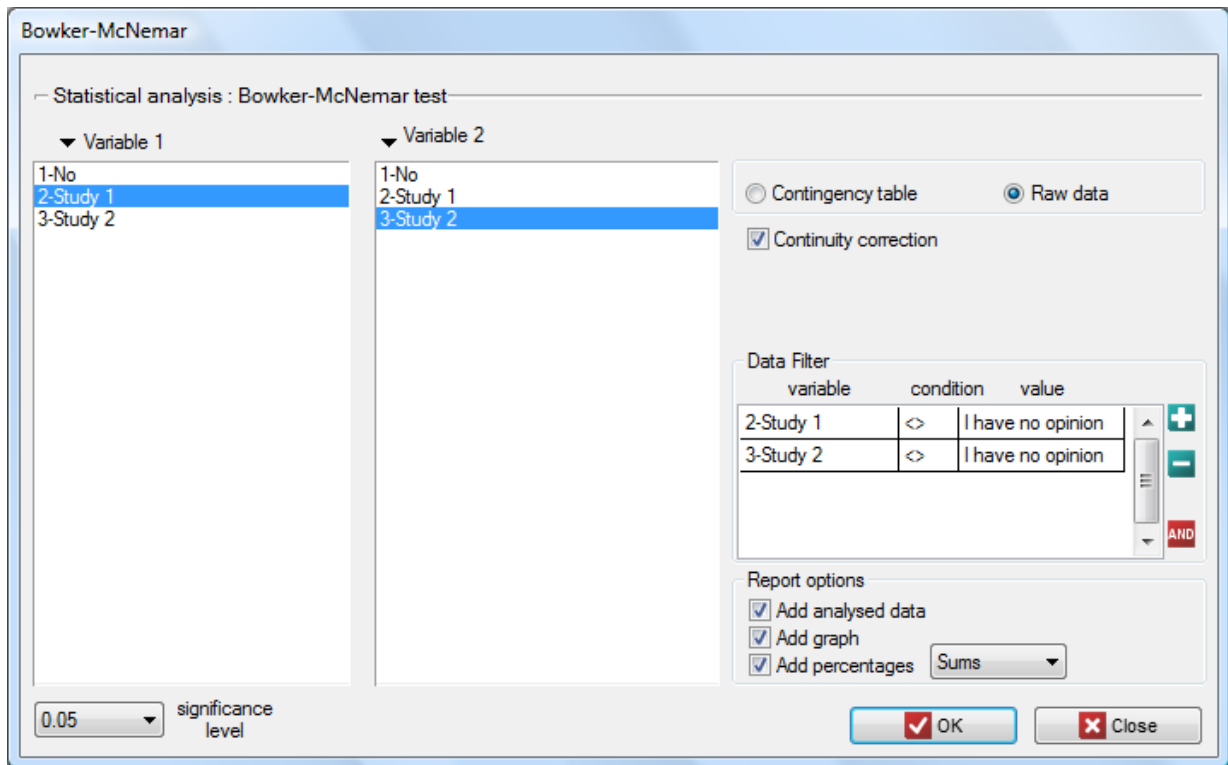 Bowker-McNemar
Statistical analysis : Bowker-McNemar test
Variable 1
1-No
2-Study 1
3-Study 2
Variable 2
1-No
2-Study 1
3-Study 2
Contingency table Raw data
Continuity correction
Data Filter
variable condition value
2-Study 1 <> I have no opinion
3-Study 2 <> I have no opinion
AND
Report options
Add analysed data
Add graph
Add percentages Sums
0.05 significance
level
OK Close